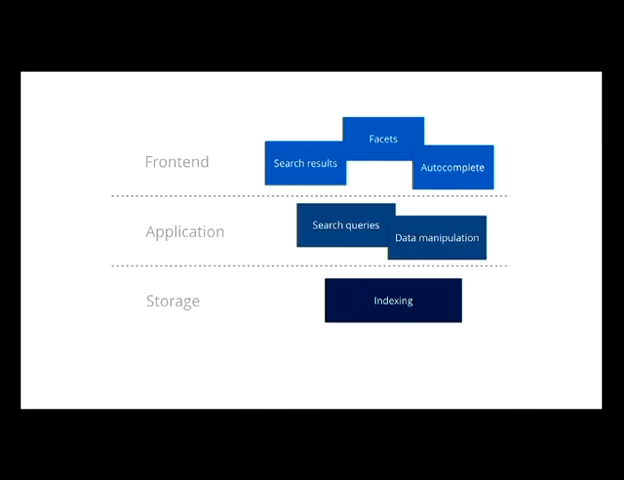 Frontend
Facets
Search results
Autocomplete
Application
Search queries
Data manipulation
Storage
Indexing